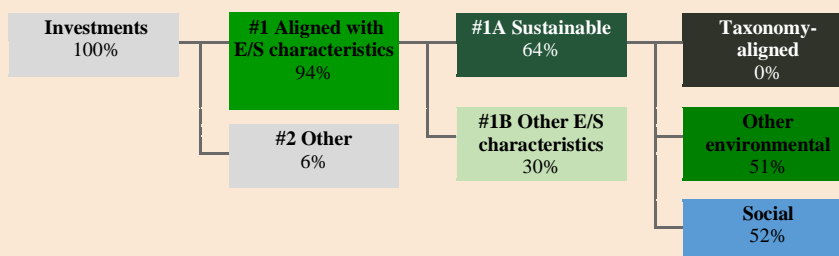 Investments
100%
#1 Aligned with
E/S characteristics
94%
#1A Sustainable
64%
Taxonomy-
aligned
0%
#2 Other
6%
#1B Other E/S
characteristics
30%
Other
environmental
51%
Social
52%